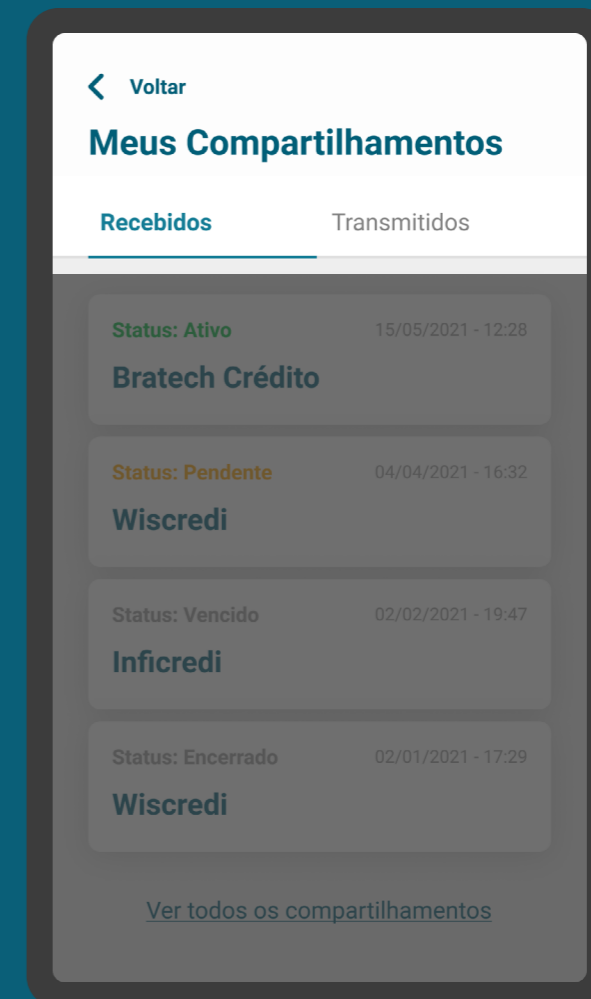 Voltar
Meus Compartilhamentos
Recebidos Transmitidos
Status: Ativo 15/05/2021 - 12:28
Bratech Crédito
Status: Pendente 04/04/2021 - 16:32
Wiscredi
Status: Vencido 02/02/2021 - 19:47
Inficredi
Status: Encerrado 02/01/2021 - 17:29
Wiscredi
Ver todos os compartilhamentos